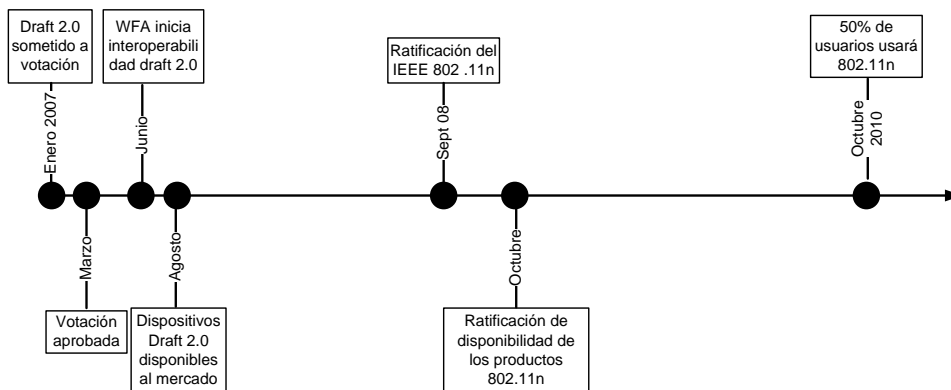 Draft 2.0
sometido a
votación
WFA inicia
interoperabili
dad draft 2.0
Ratificación del
IEEE 802 .11n
50% de
usuarios usará
802.11n
Enero 2007
Junio
Sept 08
Octubre
2010
Marzo
Agosto
Octubre
Votación
aprobada
Dispositivos
Draft 2.0
disponibles
al mercado
Ratificación de
disponibilidad de
los productos
802.11n